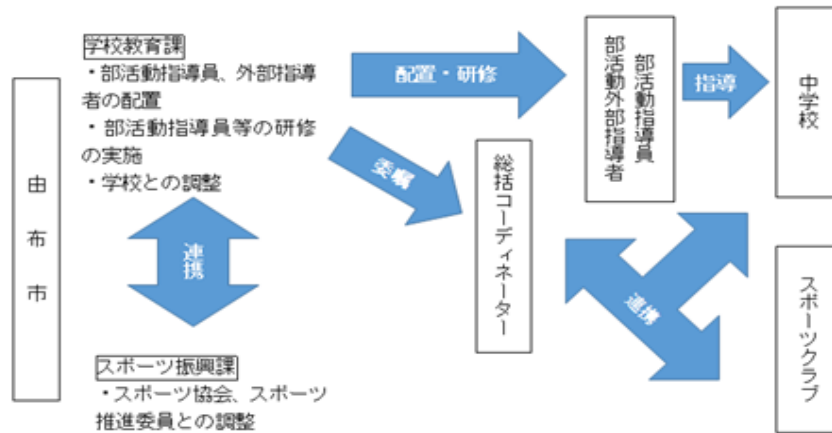 由布市
学校教育課
・部活動指導員、外部指導
者の配置
・部活動指導員等の研修
の実施
・学校との調整
連携
スポーツ振興課
・スポーツ協会、スポーツ
推進委員との調整
配置・研修
委嘱
総括コーディネーター
部活動指導員
部活動外部指導者
指導
連携
中学校
スポーツクラブ